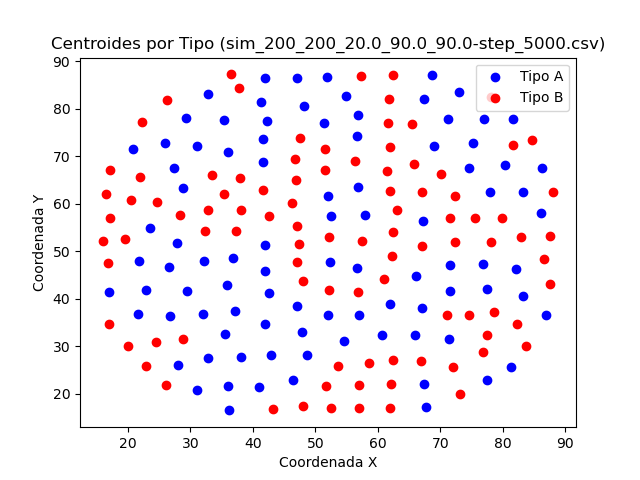 Centroides por Tipo (sim_200_200_20.0_90.0_90.0-step_5000.csv)
Tipo A
Tipo B
90
80
70
60
50
40
30
20
Coordenada Y
20 30 40 50 60 70 80 90
Coordenada X